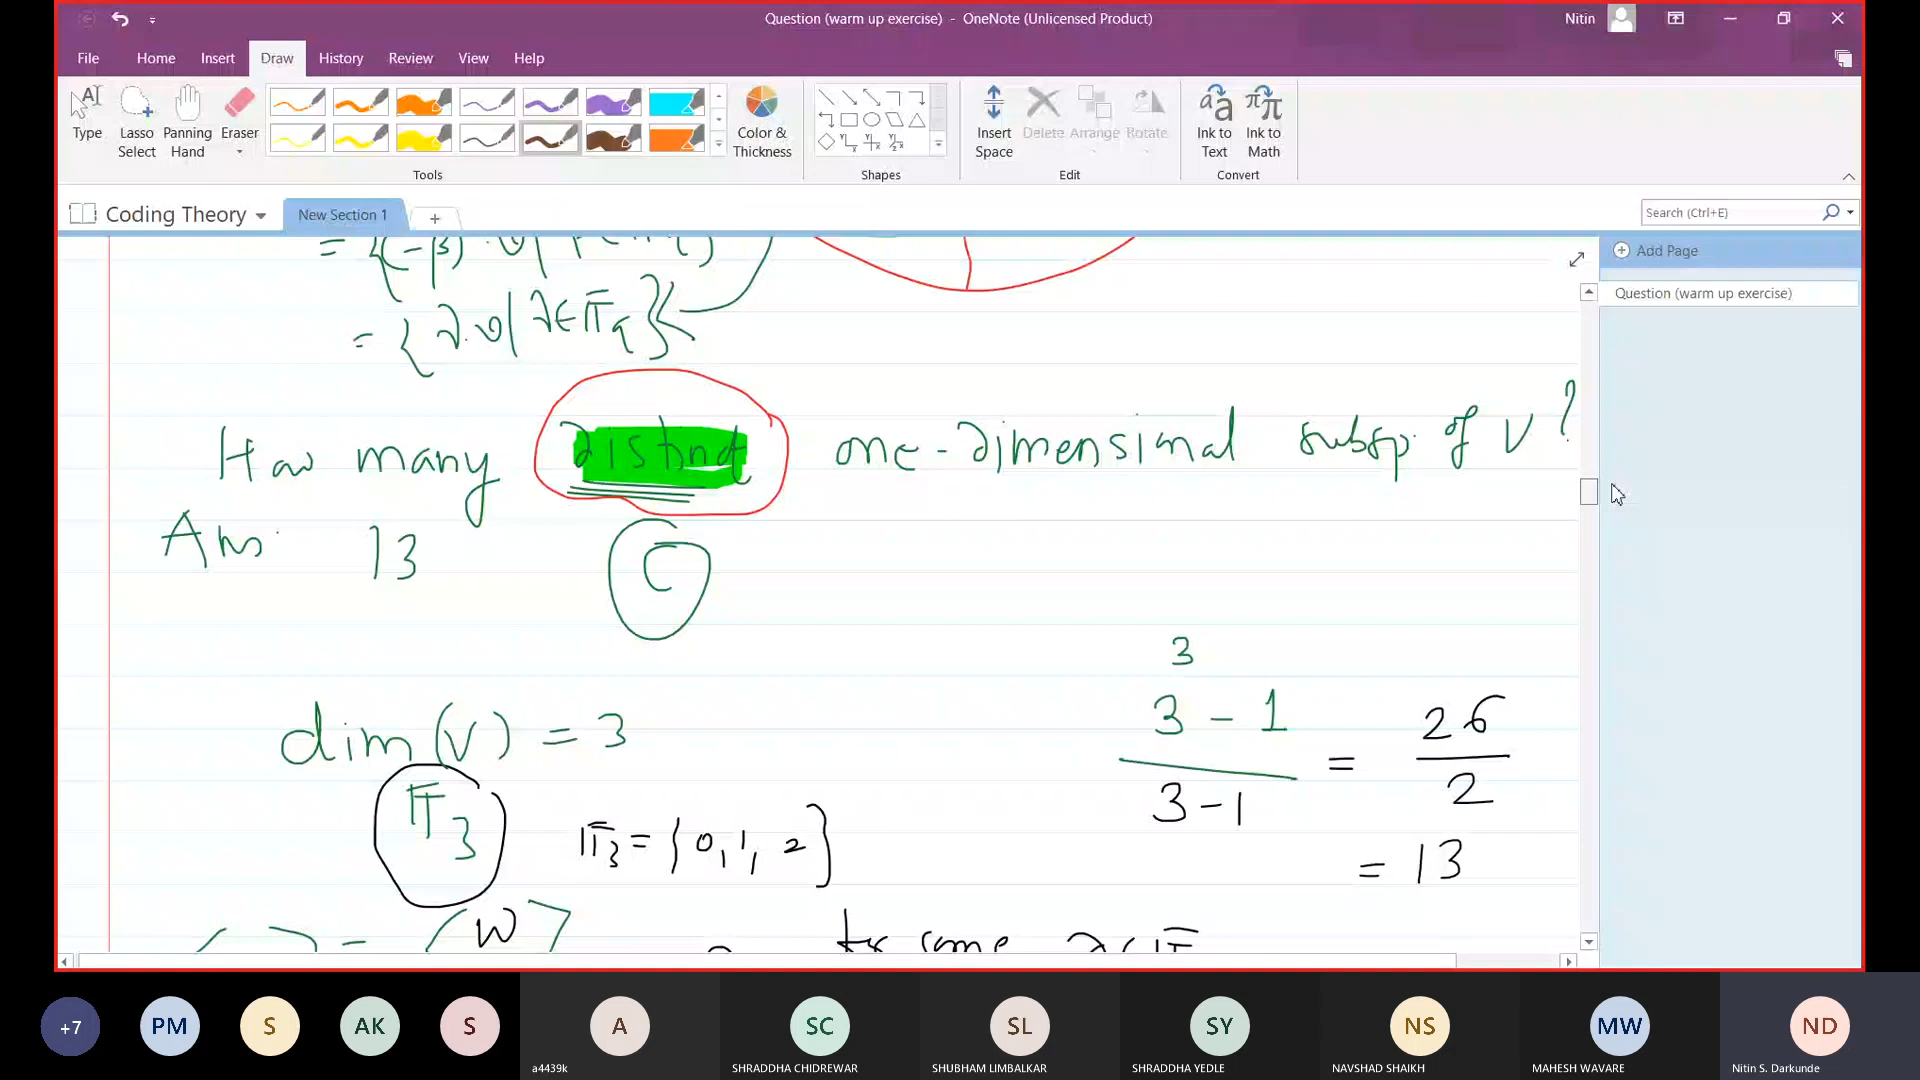 Question (warm up exercise) - OneNote (Unlicensed Product)
Nitin
File Home Insert Draw History Review View Help
Type
Lasso Select
Panning Hand
Eraser
Color & Thickness
Insert Space
Delete
Arrange
Rotate
Ink to Text
Ink to Math
Tools
Shapes
Edit
Convert
Coding Theory
New Section 1
Search (Ctrl+E)
Add Page
Question (warm up exercise)
= {λ.v | λ∈𝔽q}
How many distinct one-dimensional subsp. of V?
Ans. 13
C
dim(V) = 3
𝔽3
𝔽3 = {0, 1, 2}
3^3 - 1 / 3 - 1 = 26 / 2
= 13
W
for some
+7
PM
S
AK
S
A
SC
SL
SY
NS
MW
ND
a4439k
SHRADDHA CHIDREWAR
SHUBHAM LIMBALKAR
SHRADDHA YEDLE
NAVSHAD SHAIKH
MAHESH WAVARE
Nitin S. Darkunde